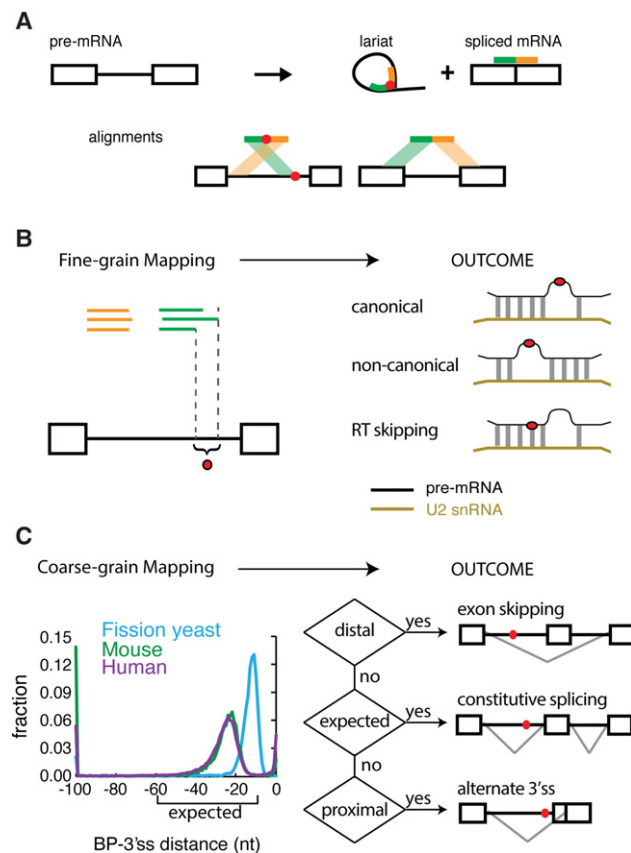 A
pre-mRNA
lariat
spliced mRNA
+
alignments
B
Fine-grain Mapping
OUTCOME
canonical
non-canonical
RT skipping
pre-mRNA
U2 snRNA
C
Coarse-grain Mapping
OUTCOME
Fission yeast
Mouse
Human
fraction
0.15
0.12
0.09
0.06
0.03
0.00
-100 -80 -60 -40 -20 0
expected
BP-3'ss distance (nt)
distal
yes
exon skipping
no
expected
yes
constitutive splicing
no
proximal
yes
alternate 3'ss